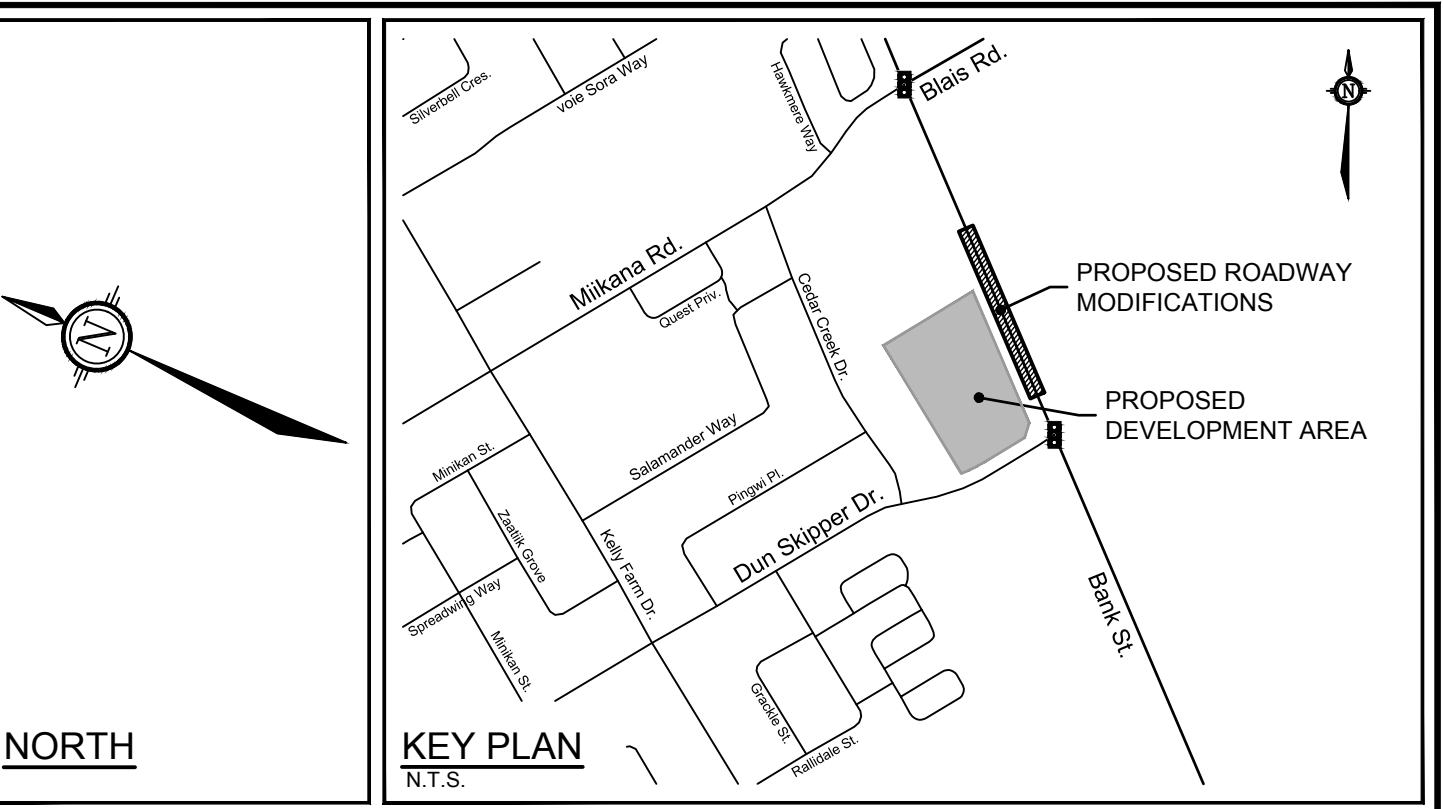 N
NORTH
Silverbell Cres.
voie Sora Way
Hawkmere Way
Blais Rd.
N
Miikana Rd.
Quest Priv.
Cedar Creek Dr.
PROPOSED ROADWAY
MODIFICATIONS
PROPOSED
DEVELOPMENT AREA
Minikan St.
Salamander Way
Pingwi Pl.
Zaatiik Grove
Kelly Farm Dr.
Dun Skipper Dr.
Spreadwing Way
Minikan St.
Bank St.
Grackle St.
Rallidale St.
KEY PLAN
N.T.S.